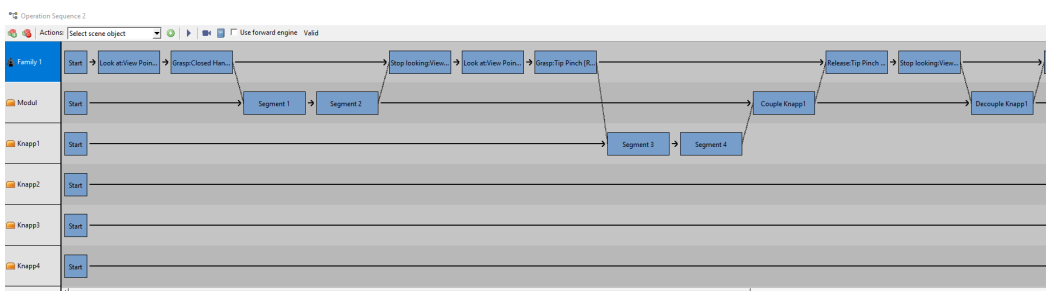 Operation Sequence 2
Actions: Select scene object Use forward engine Valid
Family 1 Start Look at:View Poin... Grasp:Closed Han... Stop looking:View... Look at:View Poin... Grasp:Tip Pinch [R... Release:Tip Pinch ... Stop looking:View...
Modul Start Segment 1 Segment 2 Couple Knapp1 Decouple Knapp1
Knapp1 Start Segment 3 Segment 4
Knapp2 Start
Knapp3 Start
Knapp4 Start